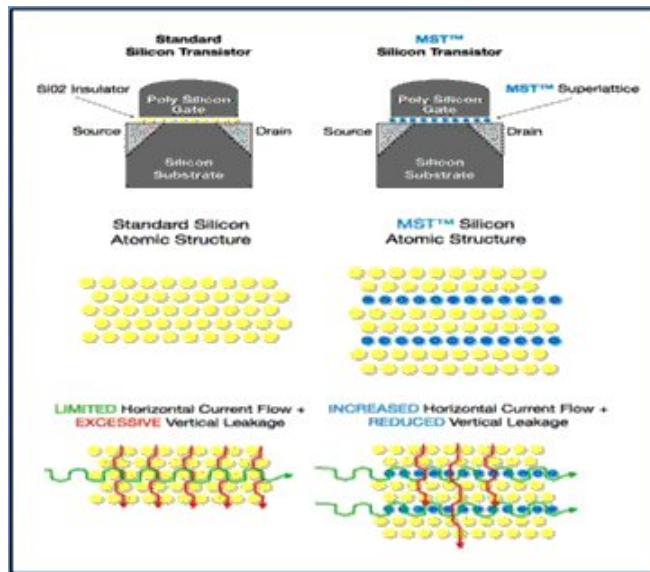 Standard
Silicon Transistor
MST™
Silicon Transistor
SiO2 Insulator
MST™ Superlattice
Poly Silicon
Gate
Poly Silicon
Gate
Source
Drain
Source
Drain
Silicon
Substrate
Silicon
Substrate
Standard Silicon
Atomic Structure
MST™ Silicon
Atomic Structure
LIMITED Horizontal Current Flow +
EXCESSIVE Vertical Leakage
INCREASED Horizontal Current Flow +
REDUCED Vertical Leakage